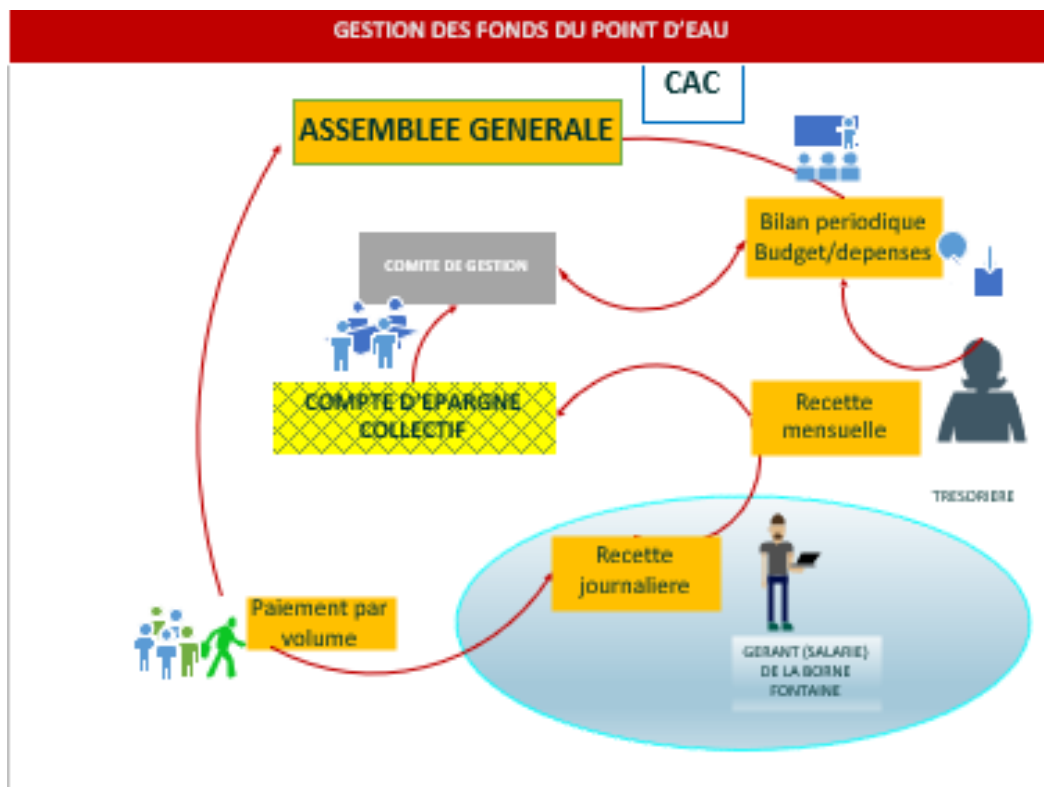 GESTION DES FONDS DU POINT D'EAU
CAC
ASSEMBLEE GENERALE
Bilan periodique
Budget/depenses
COMITE DE GESTION
COMPTE D'EPARGNE
COLLECTIF
Recette
mensuelle
TRESORIERE
Recette
journaliere
Paiement par
volume
GERANT (SALARIE)
DE LA BORNE
FONTAINE